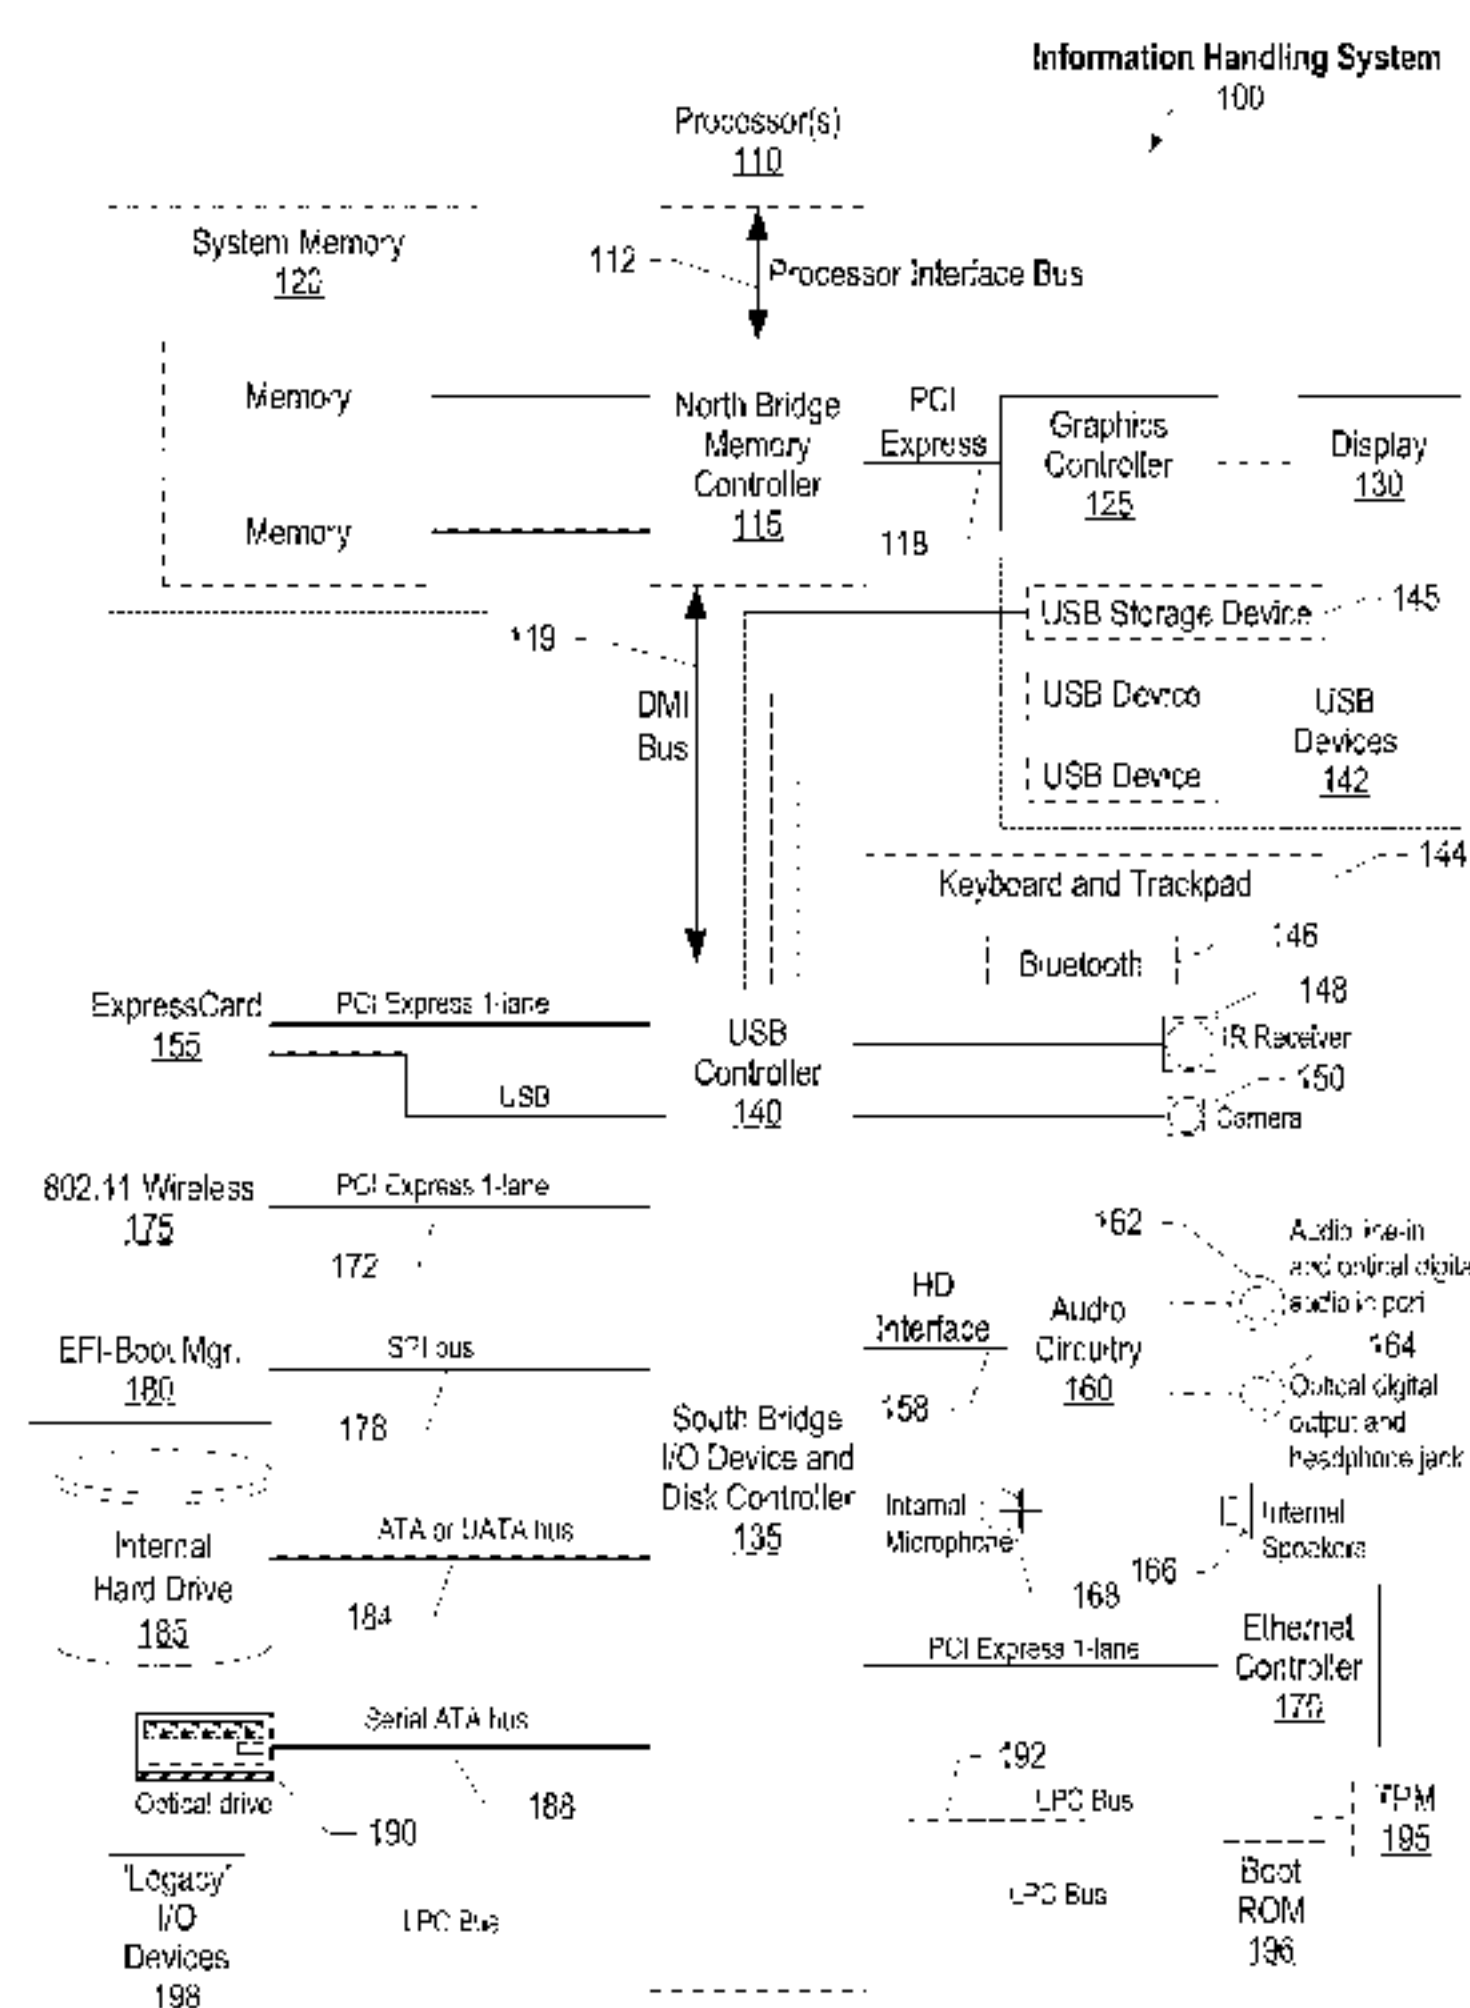 Information Handling System
100
Processor(s)
110
System Memory
120
112
Processor Interface Bus
Memory
Memory
North Bridge
Memory
Controller
115
PCI
Express
118
Graphics
Controller
125
Display
130
119
DMI
Bus
USB Storage Device
145
USB Device
USB Device
USB
Devices
142
144
Keyboard and Trackpad
Bluetooth
146
148
IR Receiver
150
Camera
ExpressCard
155
PCI Express 1-lane
USB
USB
Controller
140
802.11 Wireless
175
PCI Express 1-lane
172
162
Audio line-in
and optical digita
audio in port
HD
Interface
158
Audio
Circuitry
160
164
Optical digital
output and
headphone jack
EFI-Boot Mgr.
180
SPI bus
178
South Bridge
I/O Device and
Disk Controller
135
Internal
Microphone
168
Internal
Speakers
166
Internal
Hard Drive
185
ATA or UATA bus
184
PCI Express 1-lane
Ethernet
Controller
170
Serial ATA bus
188
Optical drive
190
192
LPC Bus
TPM
195
"Legacy"
I/O
Devices
198
LPC Bus
LPC Bus
Boot
ROM
196